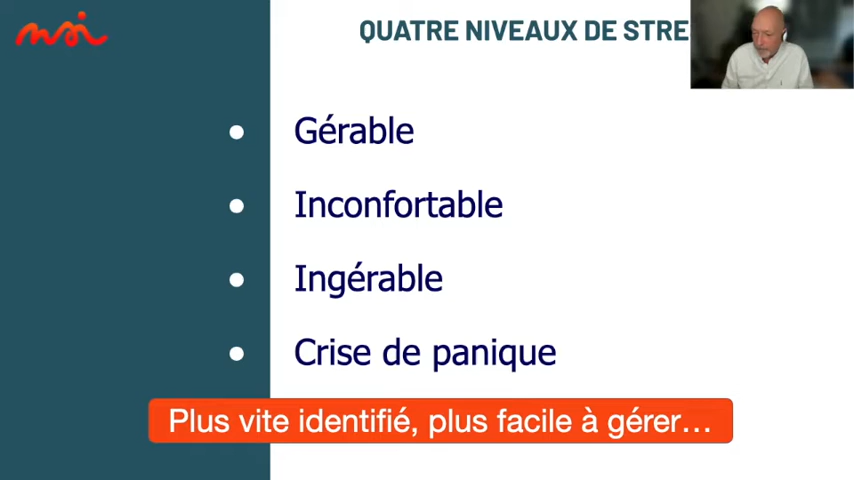 QUATRE NIVEAUX DE STRE
Gérable
Inconfortable
Ingérable
Crise de panique
Plus vite identifié, plus facile à gérer…